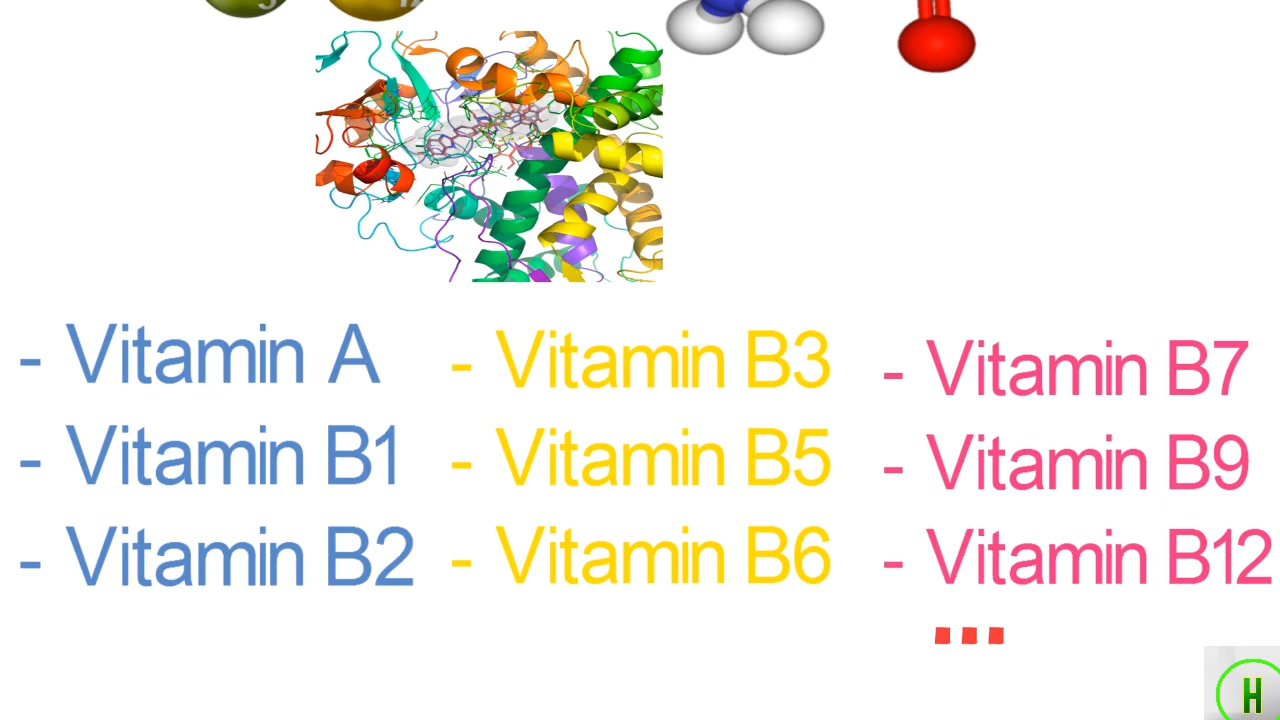 - Vitamin A
- Vitamin B1
- Vitamin B2
- Vitamin B3
- Vitamin B5
- Vitamin B6
- Vitamin B7
- Vitamin B9
- Vitamin B12
...
H